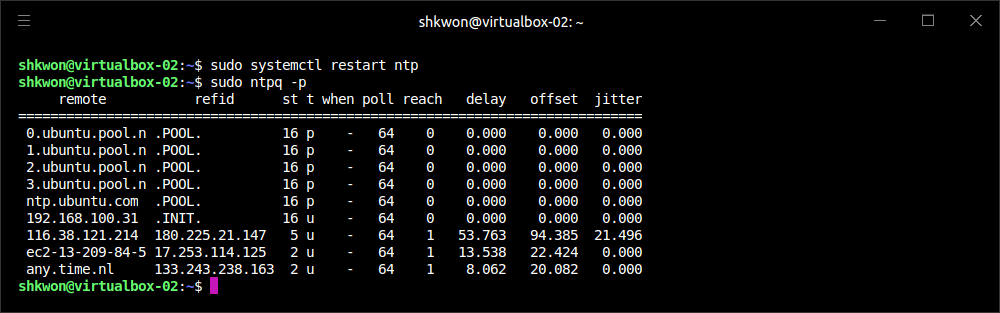 shkwon@virtualbox-02: ~
shkwon@virtualbox-02:~$ sudo systemctl restart ntp
shkwon@virtualbox-02:~$ sudo ntpq -p
     remote           refid      st t when poll reach   delay   offset  jitter
==============================================================================
 0.ubuntu.pool.n .POOL.          16 p    -   64    0    0.000    0.000   0.000
 1.ubuntu.pool.n .POOL.          16 p    -   64    0    0.000    0.000   0.000
 2.ubuntu.pool.n .POOL.          16 p    -   64    0    0.000    0.000   0.000
 3.ubuntu.pool.n .POOL.          16 p    -   64    0    0.000    0.000   0.000
 ntp.ubuntu.com  .POOL.          16 p    -   64    0    0.000    0.000   0.000
 192.168.100.31  .INIT.          16 u    -   64    0    0.000    0.000   0.000
 116.38.121.214  180.225.21.147   5 u    -   64    1   53.763   94.385  21.496
 ec2-13-209-84-5 17.253.114.125   2 u    -   64    1   13.538   22.424   0.000
 any.time.nl     133.243.238.163  2 u    -   64    1    8.062   20.082   0.000
shkwon@virtualbox-02:~$